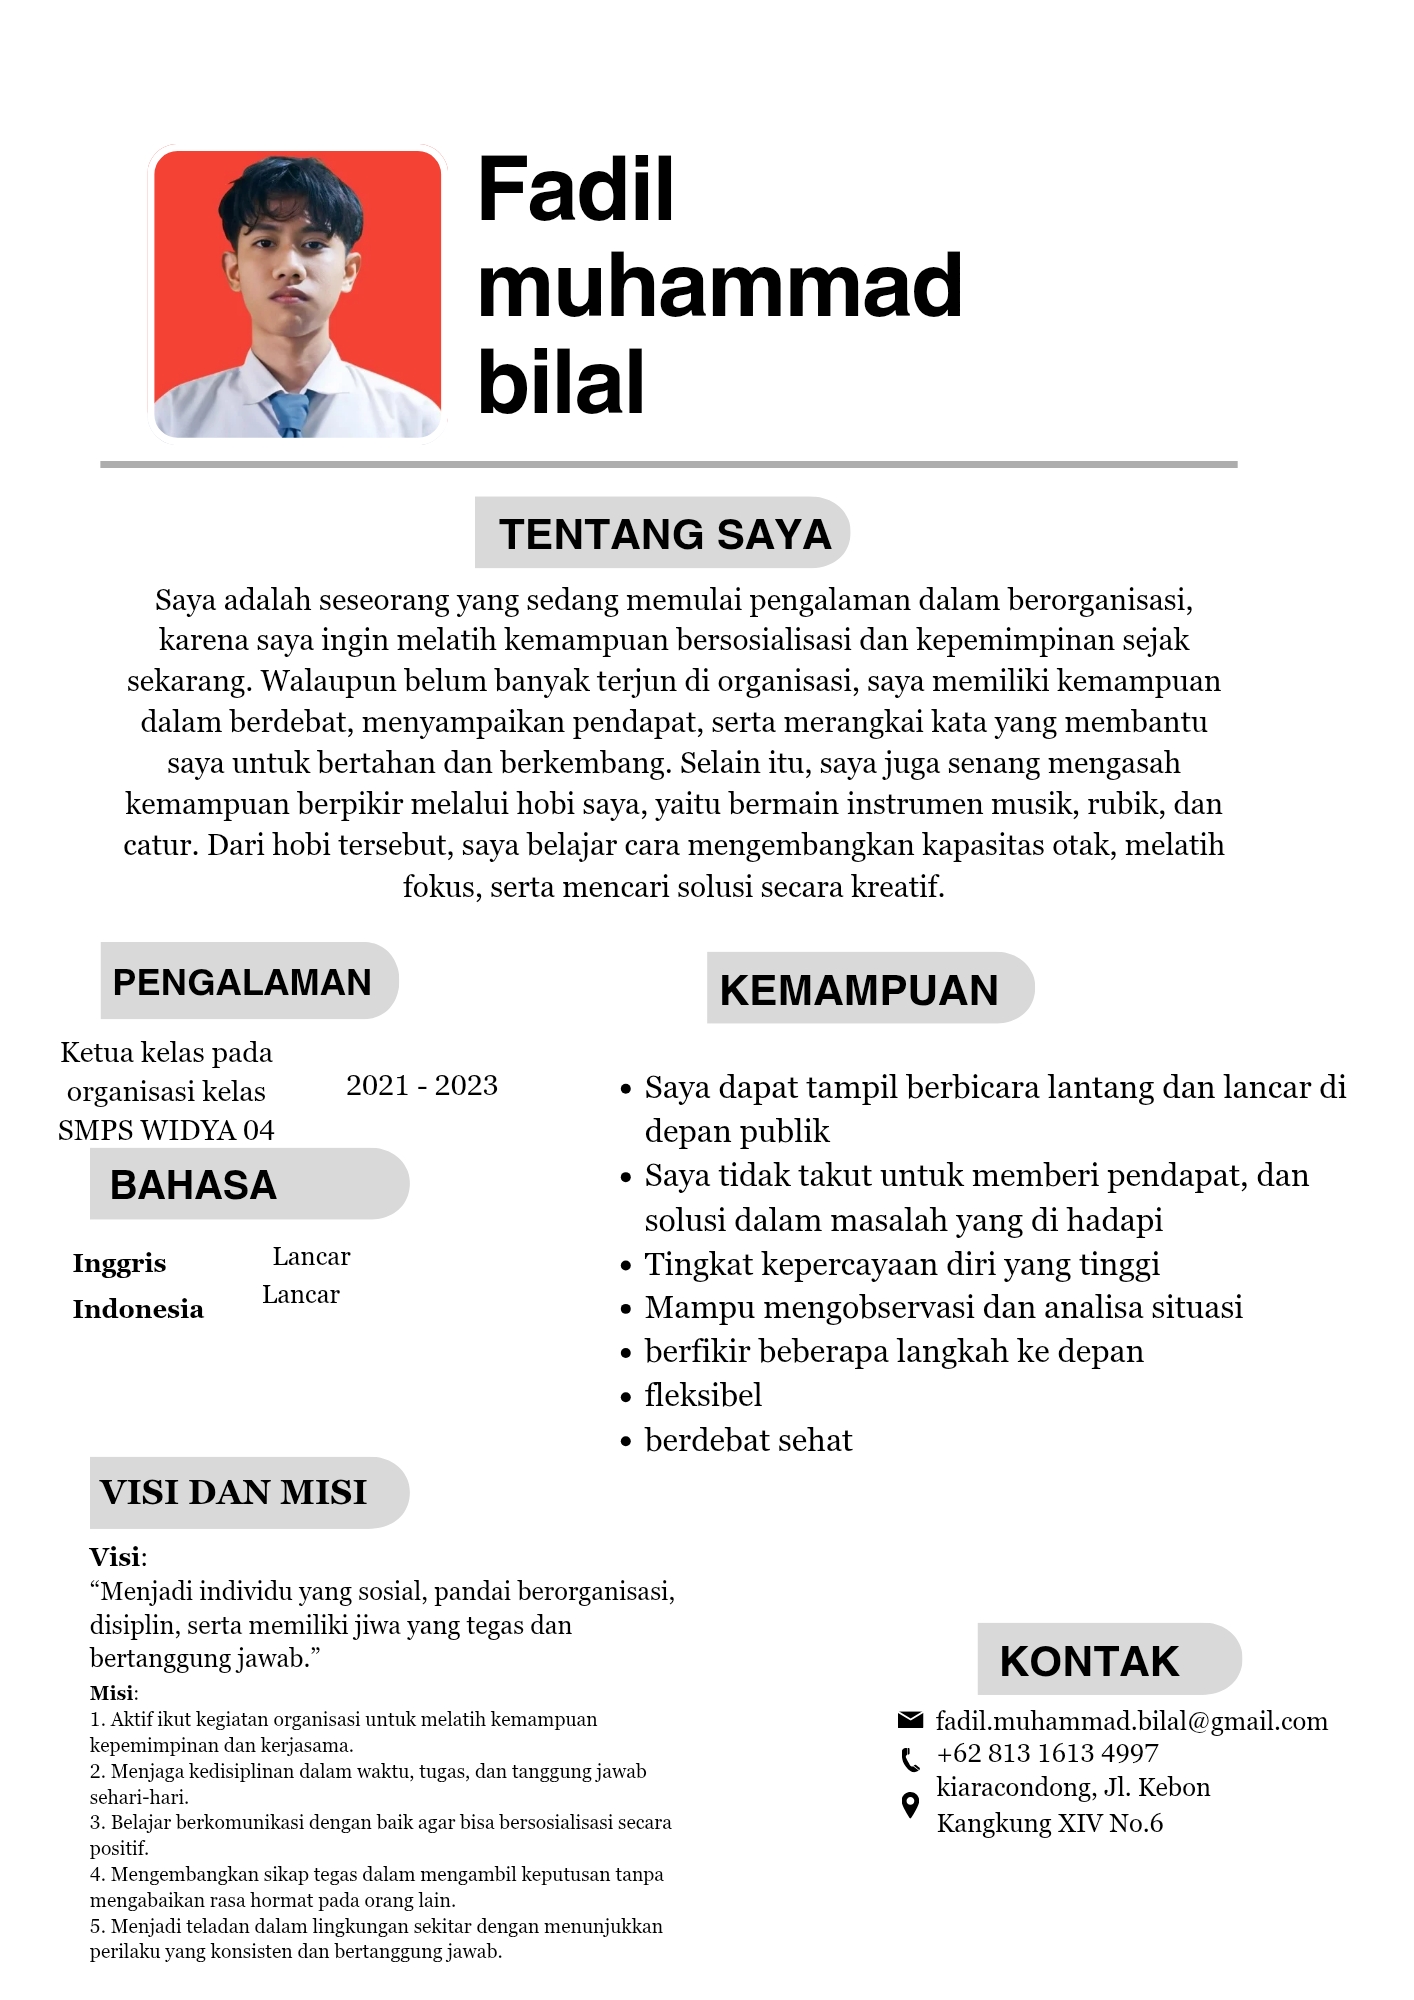 Fadil
muhammad
bilal
TENTANG SAYA
Saya adalah seseorang yang sedang memulai pengalaman dalam berorganisasi,
karena saya ingin melatih kemampuan bersosialisasi dan kepemimpinan sejak
sekarang. Walaupun belum banyak terjun di organisasi, saya memiliki kemampuan
dalam berdebat, menyampaikan pendapat, serta merangkai kata yang membantu
saya untuk bertahan dan berkembang. Selain itu, saya juga senang mengasah
kemampuan berpikir melalui hobi saya, yaitu bermain instrumen musik, rubik, dan
catur. Dari hobi tersebut, saya belajar cara mengembangkan kapasitas otak, melatih
fokus, serta mencari solusi secara kreatif.
PENGALAMAN
Ketua kelas pada
organisasi kelas
SMPS WIDYA 04
2021 - 2023
BAHASA
Inggris Lancar
Indonesia Lancar
KEMAMPUAN
• Saya dapat tampil berbicara lantang dan lancar di
depan publik
• Saya tidak takut untuk memberi pendapat, dan
solusi dalam masalah yang di hadapi
• Tingkat kepercayaan diri yang tinggi
• Mampu mengobservasi dan analisa situasi
• berfikir beberapa langkah ke depan
• fleksibel
• berdebat sehat
VISI DAN MISI
Visi:
“Menjadi individu yang sosial, pandai berorganisasi,
disiplin, serta memiliki jiwa yang tegas dan
bertanggung jawab.”
Misi:
1. Aktif ikut kegiatan organisasi untuk melatih kemampuan
kepemimpinan dan kerjasama.
2. Menjaga kedisiplinan dalam waktu, tugas, dan tanggung jawab
sehari-hari.
3. Belajar berkomunikasi dengan baik agar bisa bersosialisasi secara
positif.
4. Mengembangkan sikap tegas dalam mengambil keputusan tanpa
mengabaikan rasa hormat pada orang lain.
5. Menjadi teladan dalam lingkungan sekitar dengan menunjukkan
perilaku yang konsisten dan bertanggung jawab.
KONTAK
fadil.muhammad.bilal@gmail.com
+62 813 1613 4997
kiaracondong, Jl. Kebon
Kangkung XIV No.6